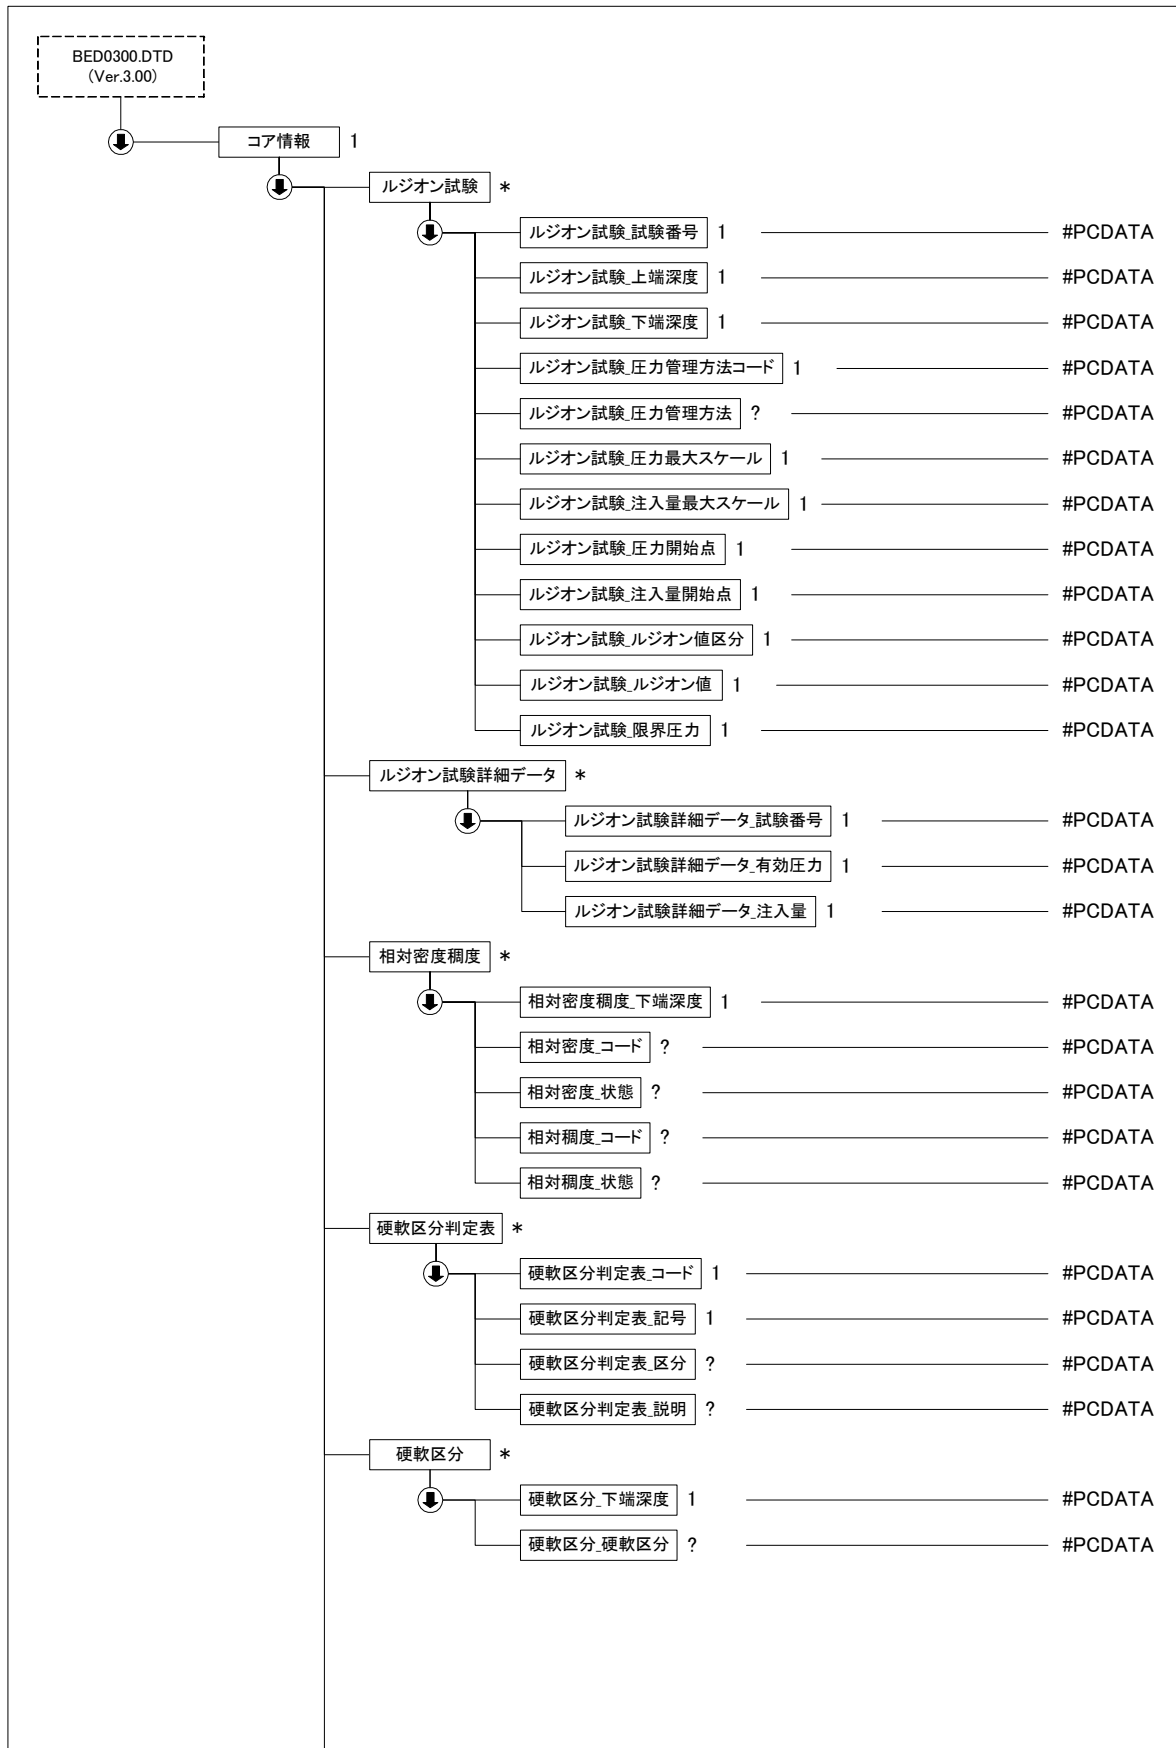 BED0300.DTD
(Ver.3.00)
コア情報 1
ルジオン試験 *
ルジオン試験_試験番号 1 #PCDATA
ルジオン試験_上端深度 1 #PCDATA
ルジオン試験_下端深度 1 #PCDATA
ルジオン試験_圧力管理方法コード 1 #PCDATA
ルジオン試験_圧力管理方法 ? #PCDATA
ルジオン試験_圧力最大スケール 1 #PCDATA
ルジオン試験_注入量最大スケール 1 #PCDATA
ルジオン試験_圧力開始点 1 #PCDATA
ルジオン試験_注入量開始点 1 #PCDATA
ルジオン試験_ルジオン値区分 1 #PCDATA
ルジオン試験_ルジオン値 1 #PCDATA
ルジオン試験_限界圧力 1 #PCDATA
ルジオン試験詳細データ *
ルジオン試験詳細データ_試験番号 1 #PCDATA
ルジオン試験詳細データ_有効圧力 1 #PCDATA
ルジオン試験詳細データ_注入量 1 #PCDATA
相対密度稠度 *
相対密度稠度_下端深度 1 #PCDATA
相対密度_コード ? #PCDATA
相対密度_状態 ? #PCDATA
相対稠度_コード ? #PCDATA
相対稠度_状態 ? #PCDATA
硬軟区分判定表 *
硬軟区分判定表_コード 1 #PCDATA
硬軟区分判定表_記号 1 #PCDATA
硬軟区分判定表_区分 ? #PCDATA
硬軟区分判定表_説明 ? #PCDATA
硬軟区分 *
硬軟区分_下端深度 1 #PCDATA
硬軟区分_硬軟区分 ? #PCDATA